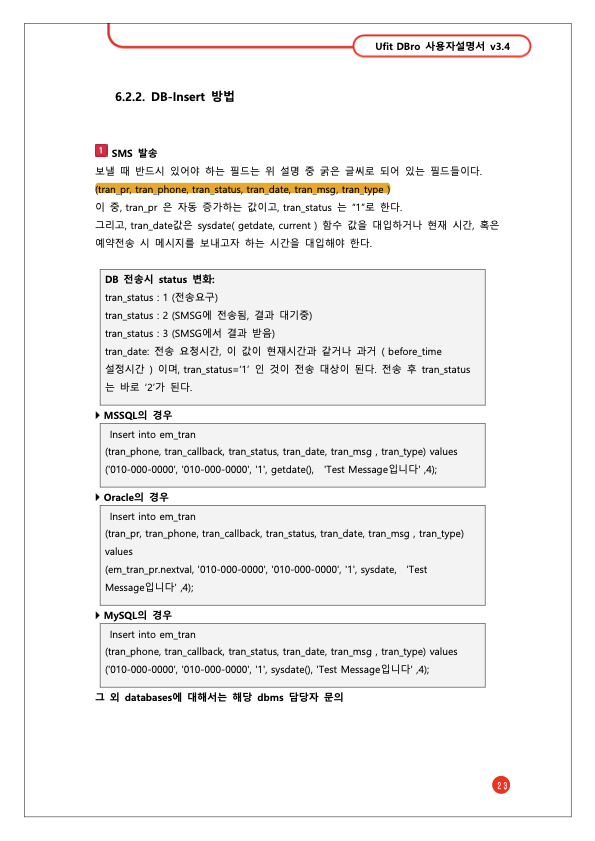 Ufit DBro 사용자설명서 v3.4
6.2.2. DB-Insert 방법
1 SMS 발송
보낼 때 반드시 있어야 하는 필드는 위 설명 중 굵은 글씨로 되어 있는 필드들이다.
(tran_pr, tran_phone, tran_status, tran_date, tran_msg, tran_type )
이 중, tran_pr 은 자동 증가하는 값이고, tran_status 는 “1”로 한다.
그리고, tran_date값은 sysdate( getdate, current ) 함수 값을 대입하거나 현재 시간, 혹은
예약전송 시 메시지를 보내고자 하는 시간을 대입해야 한다.
DB 전송시 status 변화:
tran_status : 1 (전송요구)
tran_status : 2 (SMSG에 전송됨, 결과 대기중)
tran_status : 3 (SMSG에서 결과 받음)
tran_date: 전송 요청시간, 이 값이 현재시간과 같거나 과거 ( before_time
설정시간 ) 이며, tran_status=‘1’ 인 것이 전송 대상이 된다. 전송 후 tran_status
는 바로 ‘2’가 된다.
MSSQL의 경우
Insert into em_tran
(tran_phone, tran_callback, tran_status, tran_date, tran_msg , tran_type) values
('010-000-0000', '010-000-0000', '1', getdate(), 'Test Message입니다' ,4);
Oracle의 경우
Insert into em_tran
(tran_pr, tran_phone, tran_callback, tran_status, tran_date, tran_msg , tran_type)
values
(em_tran_pr.nextval, '010-000-0000', '010-000-0000', '1', sysdate, 'Test
Message입니다' ,4);
MySQL의 경우
Insert into em_tran
(tran_phone, tran_callback, tran_status, tran_date, tran_msg , tran_type) values
('010-000-0000', '010-000-0000', '1', sysdate(), 'Test Message입니다' ,4);
그 외 databases에 대해서는 해당 dbms 담당자 문의
23